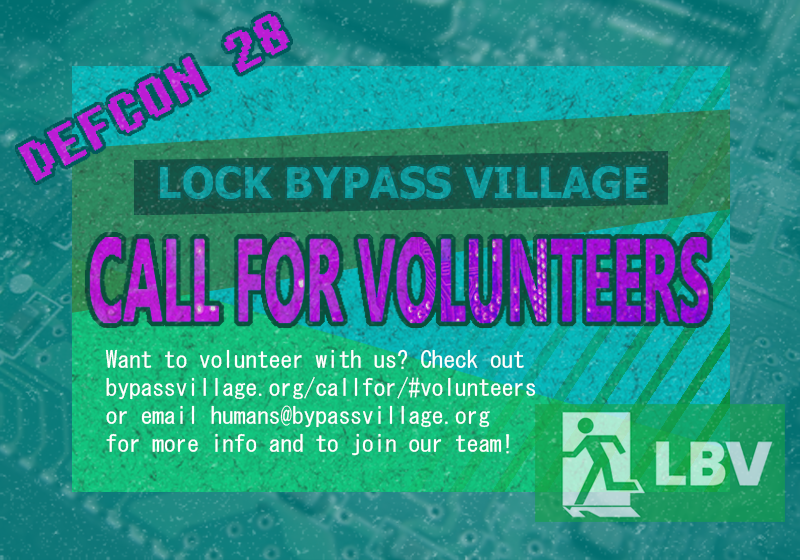 DEFCON 28
LOCK BYPASS VILLAGE
CALL FOR VOLUNTEERS
Want to volunteer with us? Check out
bypassvillage.org/callfor/#volunteers
or email humans@bypassvillage.org
for more info and to join our team!
LBV